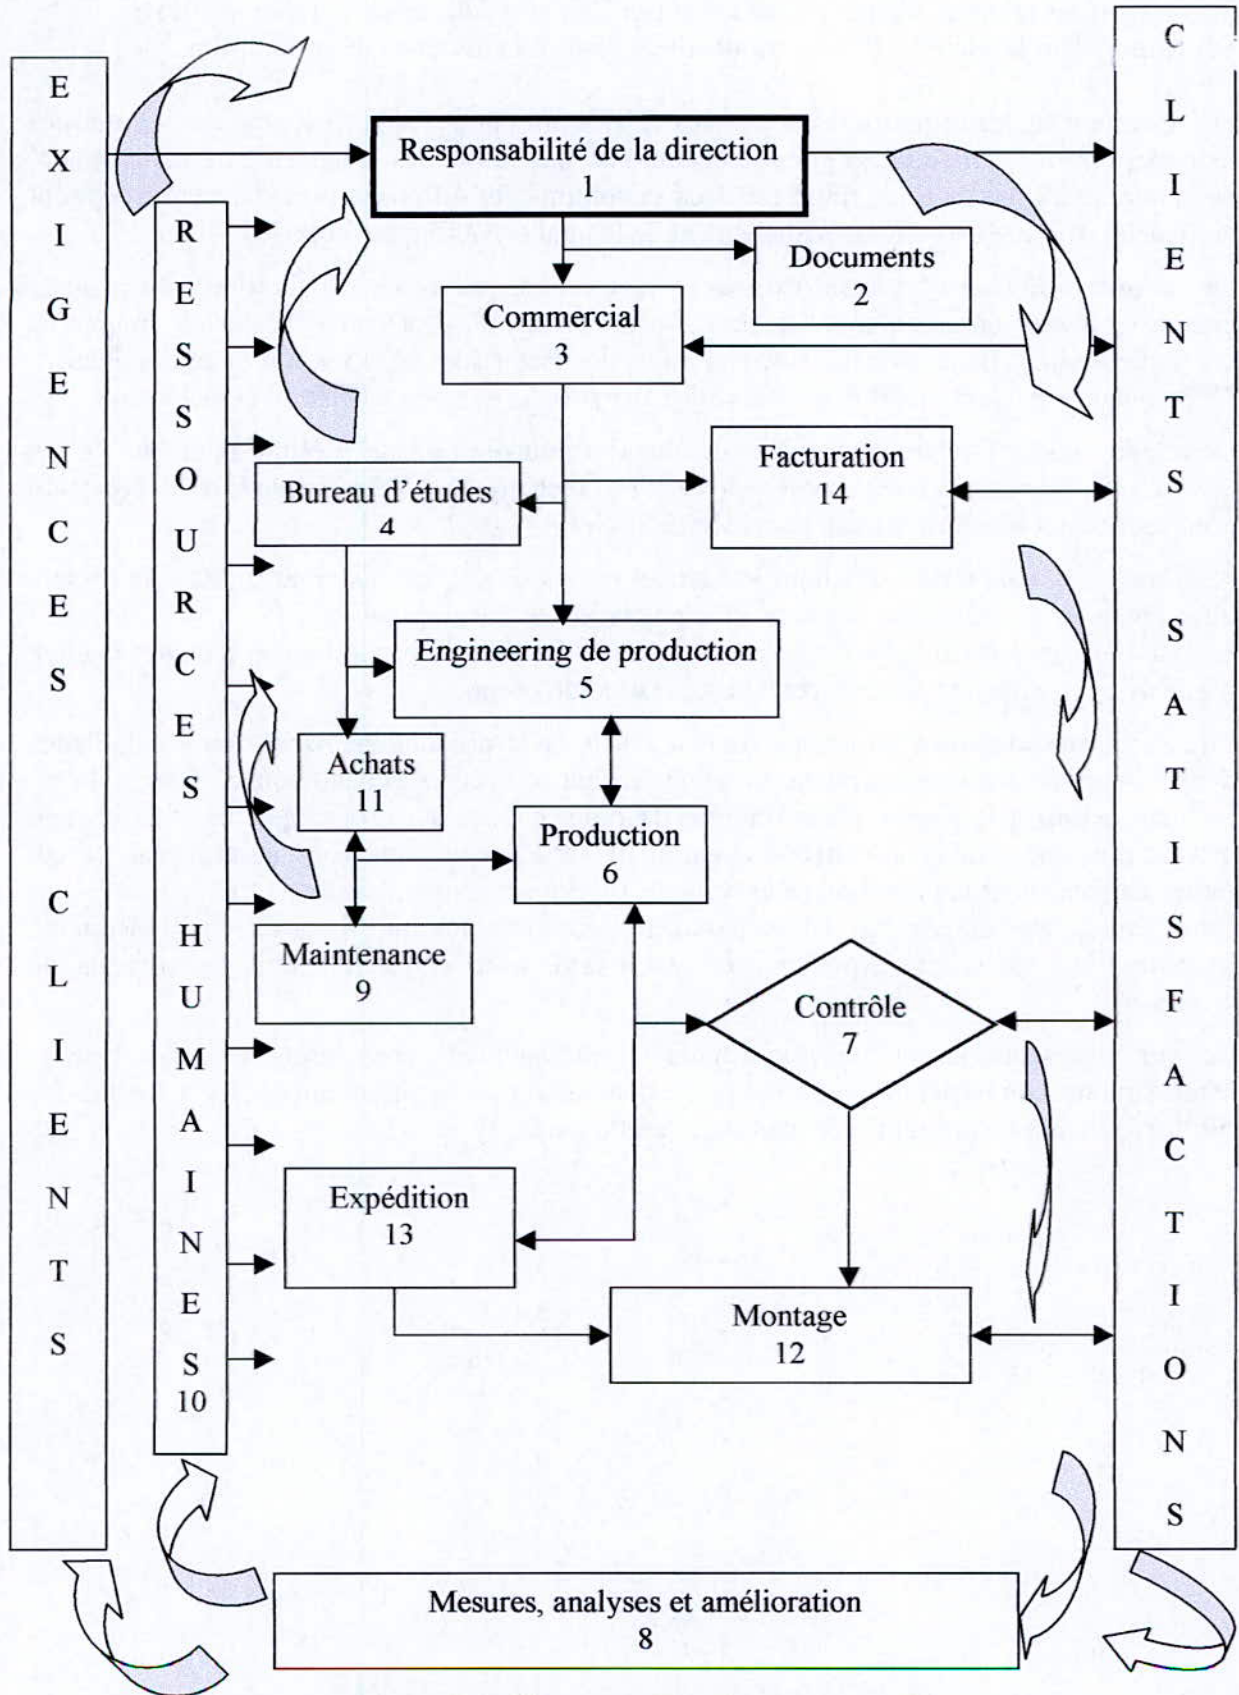 EXIGENCES CLIENTS
RESSOURCES HUMAINES
10
Responsabilité de la direction
1
Documents
2
Commercial
3
Facturation
14
Bureau d'études
4
Engineering de production
5
Achats
11
Production
6
Maintenance
9
Contrôle
7
Expédition
13
Montage
12
Mesures, analyses et amélioration
8
CLIENTS SATISFACTIONS